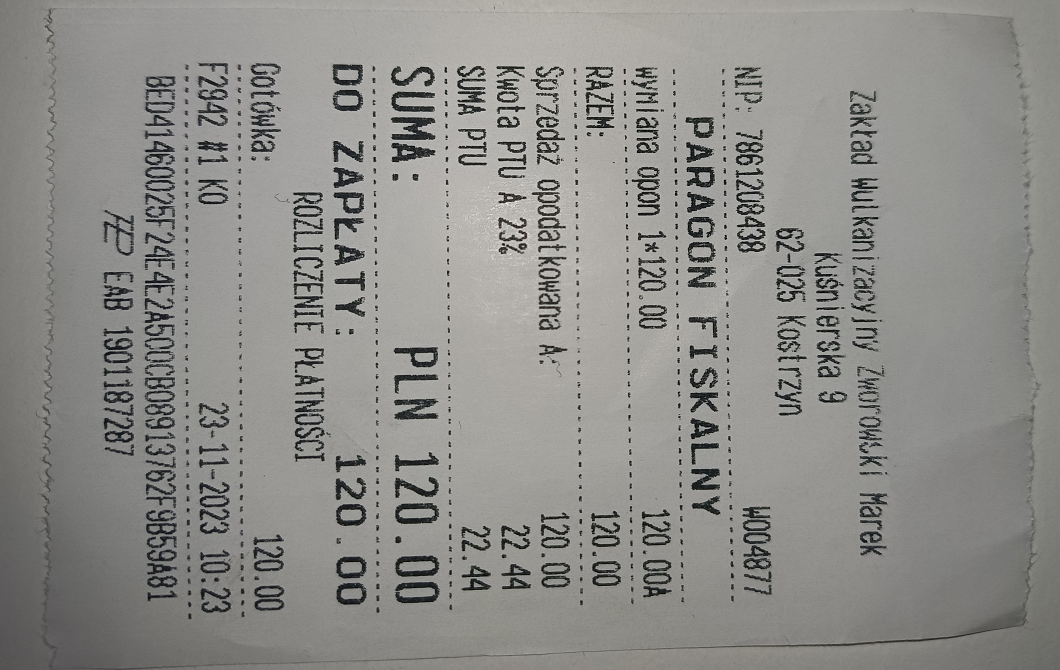 Zakład Wulkanizacyjny Zworowski Marek
Kuśnierska 9
62-025 Kostrzyn
NIP: 7861208438 W004877
PARAGON FISKALNY
Wymiana opon 1*120.00 120.00A
RAZEM: 120.00
Sprzedaż opodatkowana A: 120.00
Kwota PTU A 23% 22.44
SUMA PTU 22.44
SUMA: PLN 120.00
DO ZAPŁATY: 120.00
ROZLICZENIE PŁATNOŚCI
Gotówka: 120.00
F2942 #1 KO 23-11-2023 10:23
BED4146D025F24E4E2A500CB08913762F9B59A81
EAB 1901187287